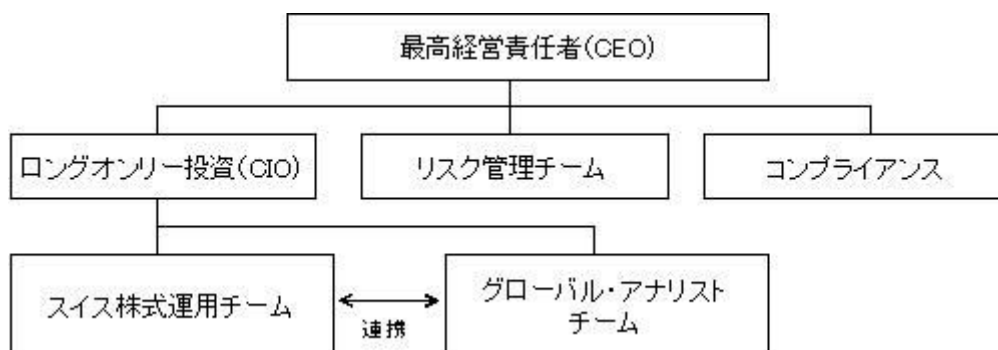 最高経営責任者(CEO)
ロングオンリー投資(CIO)
リスク管理チーム
コンプライアンス
スイス株式運用チーム
連携
グローバル・アナリスト
チーム